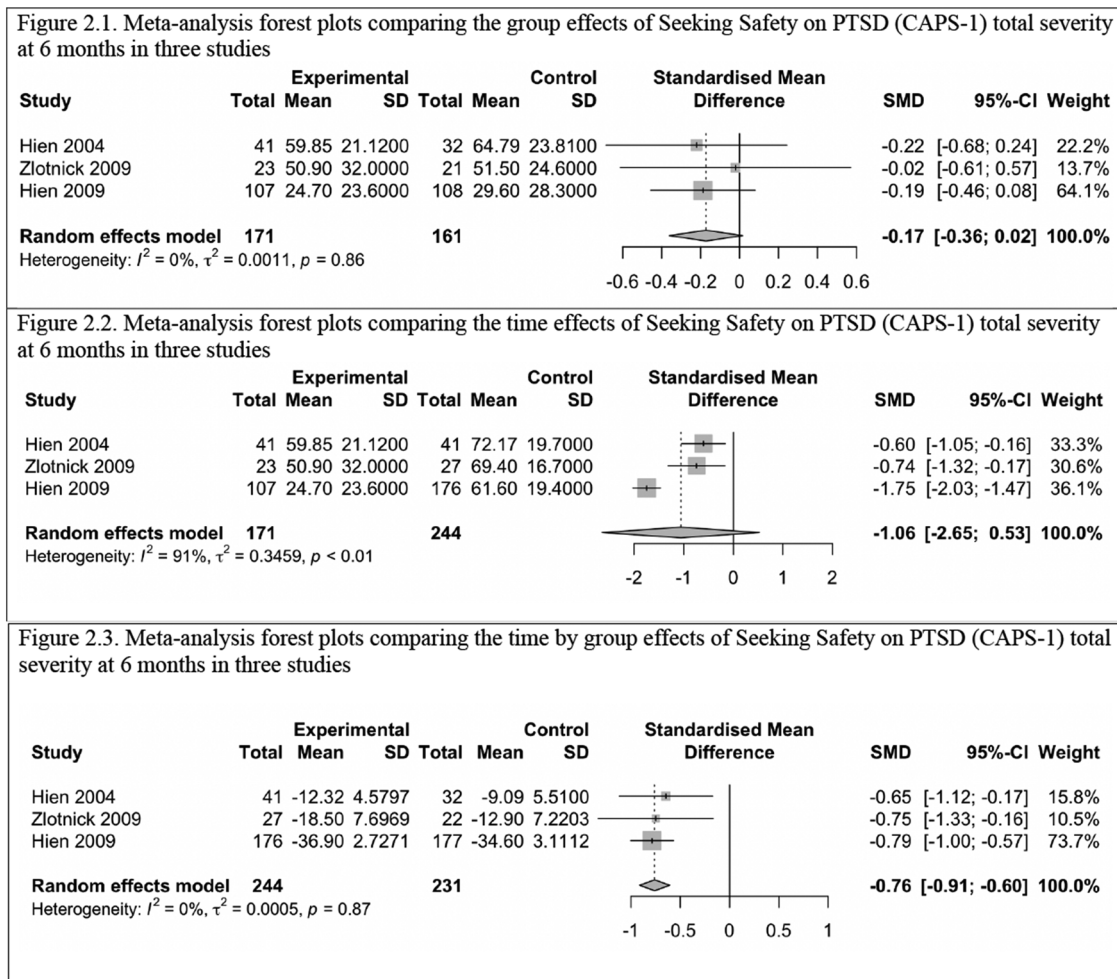 Figure 2.1. Meta-analysis forest plots comparing the group effects of Seeking Safety on PTSD (CAPS-1) total severity
at 6 months in three studies
Experimental Control Standardised Mean
Study Total Mean SD Total Mean SD Difference SMD 95%-CI Weight
Hien 2004 41 59.85 21.1200 32 64.79 23.8100 -0.22 [-0.68; 0.24] 22.2%
Zlotnick 2009 23 50.90 32.0000 21 51.50 24.6000 -0.02 [-0.61; 0.57] 13.7%
Hien 2009 107 24.70 23.6000 108 29.60 28.3000 -0.19 [-0.46; 0.08] 64.1%
Random effects model 171 161 -0.17 [-0.36; 0.02] 100.0%
Heterogeneity: I² = 0%, τ² = 0.0011, p = 0.86
-0.6 -0.4 -0.2 0 0.2 0.4 0.6
Figure 2.2. Meta-analysis forest plots comparing the time effects of Seeking Safety on PTSD (CAPS-1) total severity
at 6 months in three studies
Experimental Control Standardised Mean
Study Total Mean SD Total Mean SD Difference SMD 95%-CI Weight
Hien 2004 41 59.85 21.1200 41 72.17 19.7000 -0.60 [-1.05; -0.16] 33.3%
Zlotnick 2009 23 50.90 32.0000 27 69.40 16.7000 -0.74 [-1.32; -0.17] 30.6%
Hien 2009 107 24.70 23.6000 176 61.60 19.4000 -1.75 [-2.03; -1.47] 36.1%
Random effects model 171 244 -1.06 [-2.65; 0.53] 100.0%
Heterogeneity: I² = 91%, τ² = 0.3459, p < 0.01
-2 -1 0 1 2
Figure 2.3. Meta-analysis forest plots comparing the time by group effects of Seeking Safety on PTSD (CAPS-1) total
severity at 6 months in three studies
Experimental Control Standardised Mean
Study Total Mean SD Total Mean SD Difference SMD 95%-CI Weight
Hien 2004 41 -12.32 4.5797 32 -9.09 5.5100 -0.65 [-1.12; -0.17] 15.8%
Zlotnick 2009 27 -18.50 7.6969 22 -12.90 7.2203 -0.75 [-1.33; -0.16] 10.5%
Hien 2009 176 -36.90 2.7271 177 -34.60 3.1112 -0.79 [-1.00; -0.57] 73.7%
Random effects model 244 231 -0.76 [-0.91; -0.60] 100.0%
Heterogeneity: I² = 0%, τ² = 0.0005, p = 0.87
-1 -0.5 0 0.5 1